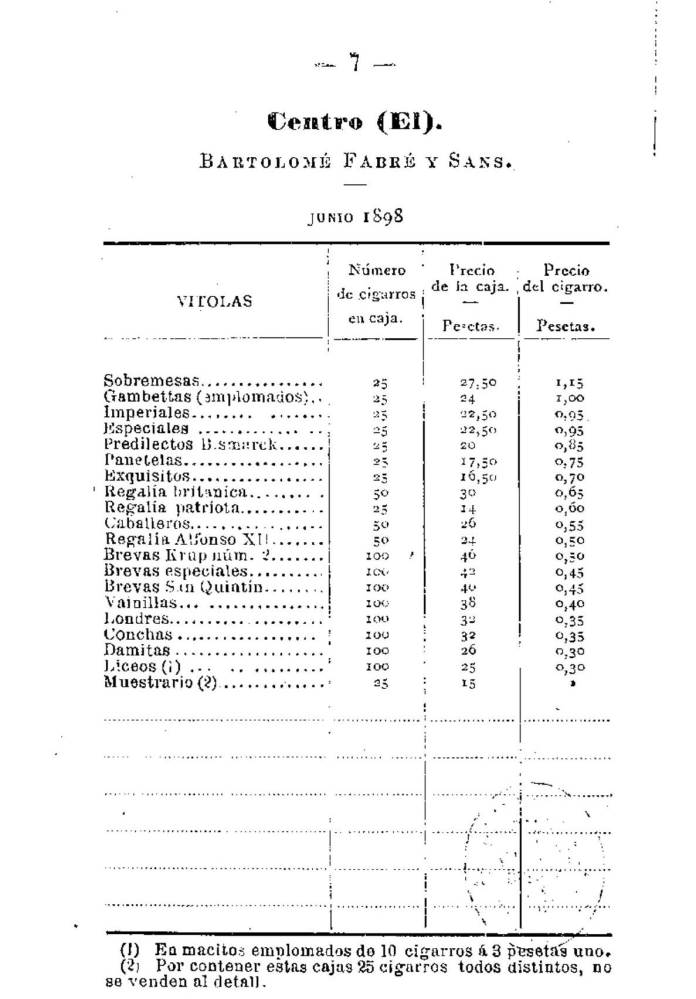 — 7 —
Centro (El).
BARTOLOMÉ FABRÉ Y SANS.
JUNIO 1898
VITOLAS Número de cigarros en caja. Precio de la caja. — Pesetas. Precio del cigarro. — Pesetas.
Sobremesas................ 25 27,50 1,15
Gambettas (emplomados).. 25 24 1,00
Imperiales........ ........ 25 22,50 0,95
Especiales ............. .. 25 22,50 0,95
Predilectos Bismarck...... 25 20 0,85
Panetelas.................. 25 17,50 0,75
Exquisitos................. 25 16,50 0,70
Regalía britanica......... 50 30 0,65
Regalía patriota........... 25 14 0,60
Caballeros................. 50 26 0,55
Regalia Alfonso XII....... 50 24 0,50
Brevas Krup núm. 2....... 100 46 0,50
Brevas especiales.......... 100 42 0,45
Brevas San Quintín........ 100 40 0,45
Vainillas... ............... 100 38 0,40
Londres.................... 100 32 0,35
Conchas ................... 100 32 0,35
Damitas ................... 100 26 0,30
Liceos (1) ... .. .......... 100 25 0,30
Muestrario (2).............. 25 15 »
(1) En macitos emplomados de 10 cigarros á 3 pesetas uno.
(2) Por contener estas cajas 25 cigarros todos distintos, no
se venden al detall.